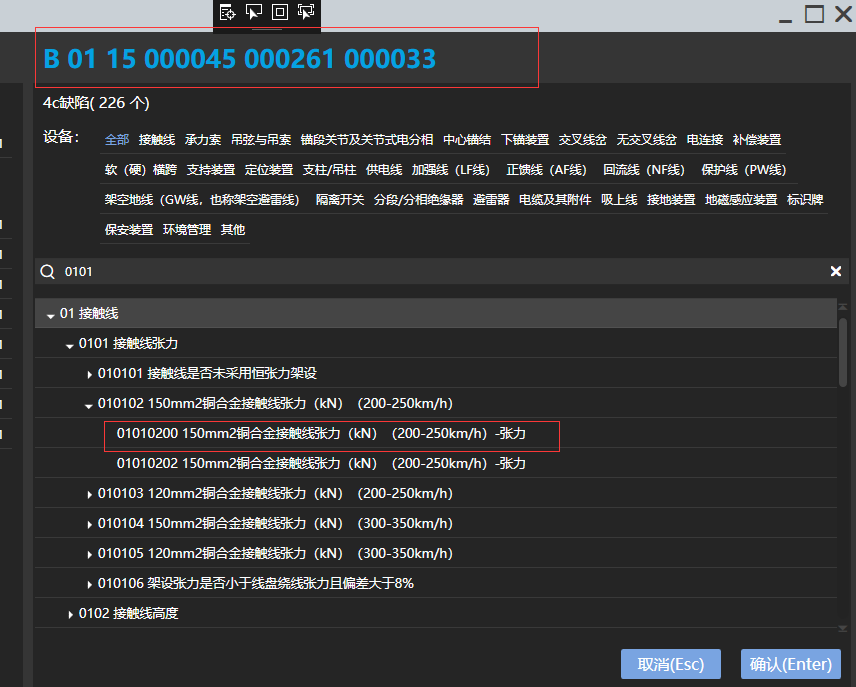 B 01 15 000045 000261 000033
4c缺陷( 226 个)
设备： 全部 接触线 承力索 吊弦与吊索 锚段关节及关节式电分相 中心锚结 下锚装置 交叉线岔 无交叉线岔 电连接 补偿装置
软（硬）横跨 支持装置 定位装置 支柱/吊柱 供电线 加强线（LF线） 正馈线（AF线） 回流线（NF线） 保护线（PW线）
架空地线（GW线，也称架空避雷线） 隔离开关 分段/分相绝缘器 避雷器 电缆及其附件 吸上线 接地装置 地磁感应装置 标识牌
保安装置 环境管理 其他
0101
01 接触线
0101 接触线张力
010101 接触线是否未采用恒张力架设
010102 150mm2铜合金接触线张力（kN）（200-250km/h）
01010200 150mm2铜合金接触线张力（kN）（200-250km/h）-张力
01010202 150mm2铜合金接触线张力（kN）（200-250km/h）-张力
010103 120mm2铜合金接触线张力（kN）（200-250km/h）
010104 150mm2铜合金接触线张力（kN）（300-350km/h）
010105 120mm2铜合金接触线张力（kN）（300-350km/h）
010106 架设张力是否小于线盘绕线张力且偏差大于8%
0102 接触线高度
取消(Esc) 确认(Enter)